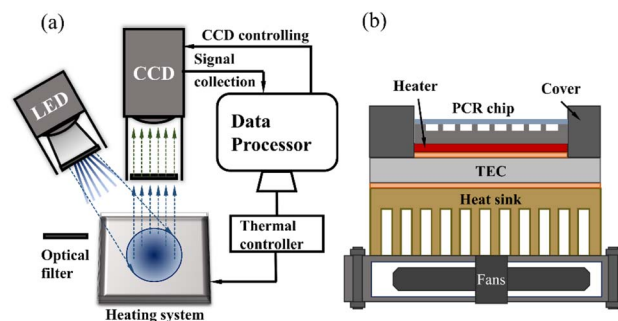 (a)
LED
CCD
CCD controlling
Signal
collection
Data
Processor
Thermal
controller
Optical
filter
Heating system
(b)
Heater
PCR chip
Cover
TEC
Heat sink
Fans